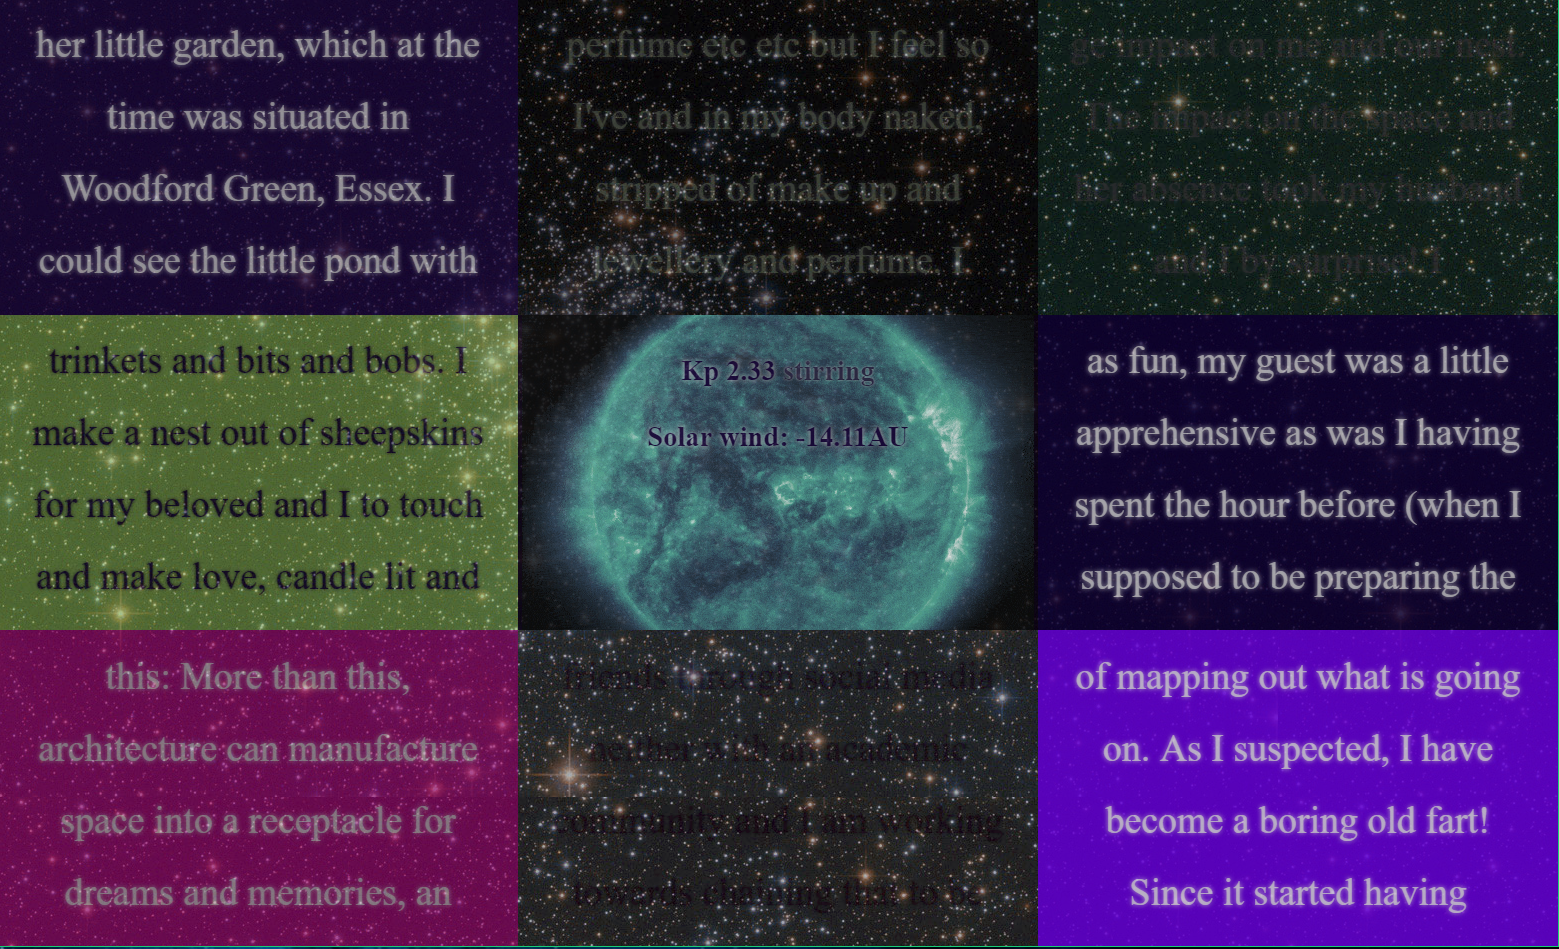 her little garden, which at the
time was situated in
Woodford Green, Essex. I
could see the little pond with
perfume etc etc but I feel so
I've and in my body naked,
stripped of make up and
jewellery and perfume. I
ge impact on me and our nest.
The impact on the space and
her absence took my husband
and I by surprise! I
trinkets and bits and bobs. I
make a nest out of sheepskins
for my beloved and I to touch
and make love, candle lit and
Kp 2.33 stirring
Solar wind: -14.11AU
as fun, my guest was a little
apprehensive as was I having
spent the hour before (when I
supposed to be preparing the
this: More than this,
architecture can manufacture
space into a receptacle for
dreams and memories, an
friends through social media
neither with an academic
community and I am working
towards chaining that to be
of mapping out what is going
on. As I suspected, I have
become a boring old fart!
Since it started having